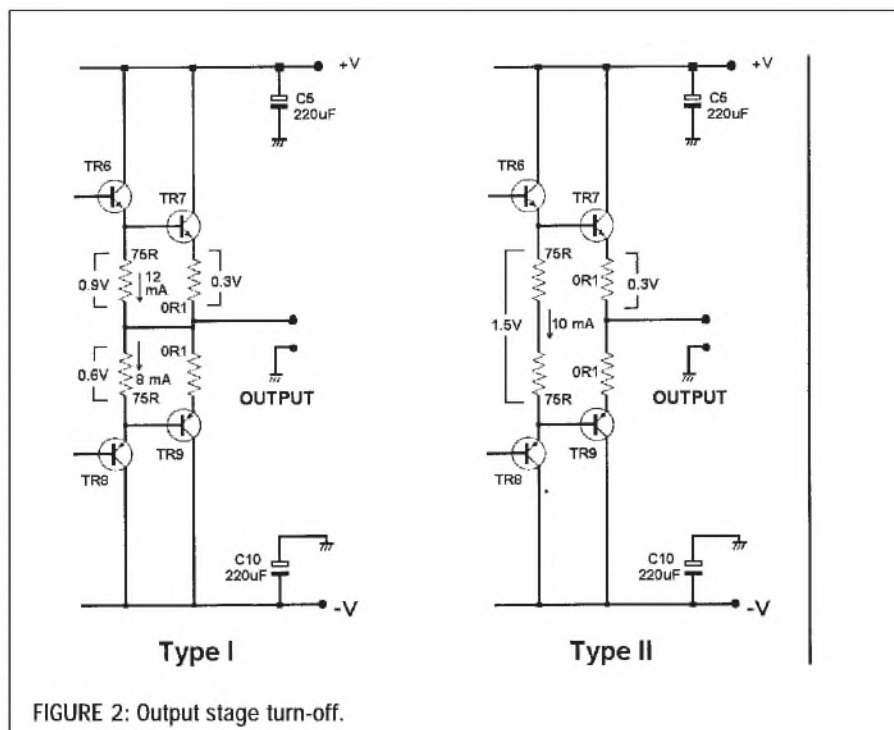 +V
C5
220uF
TR6
TR7
75R
0.9V
12
mA
0.3V
0R1
0.6V
8 mA
0R1
75R
OUTPUT
TR8
TR9
C10
220uF
-V
Type I
+V
C5
220uF
TR6
TR7
75R
0R1
0.3V
1.5V
10 mA
0R1
75R
OUTPUT
TR8
TR9
C10
220uF
-V
Type II
FIGURE 2: Output stage turn-off.